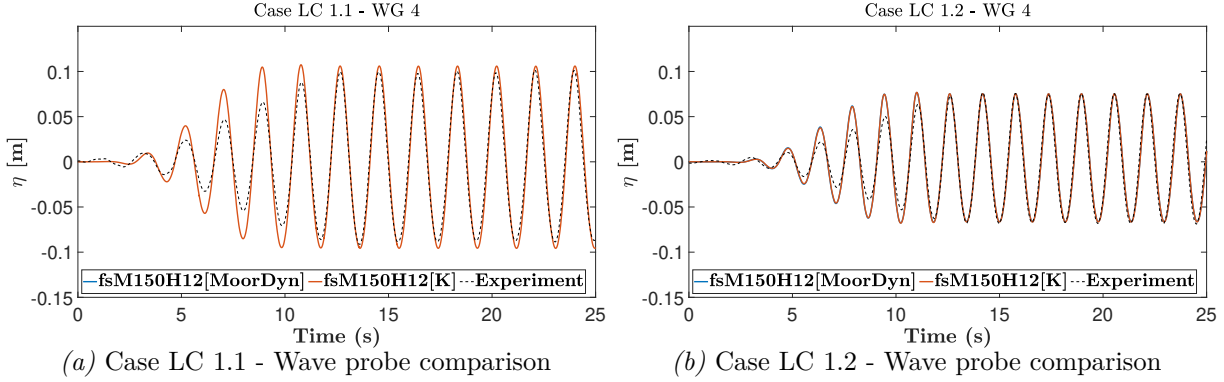 Case LC 1.1 - WG 4
0.1
0.05
0
-0.05
-0.1
-0.15
η [m]
0
5
10
15
20
25
fsM150H12[MoorDyn] fsM150H12[K] Experiment
Time (s)
(a) Case LC 1.1 - Wave probe comparison
Case LC 1.2 - WG 4
0.1
0.05
0
-0.05
-0.1
-0.15
η [m]
0
5
10
15
20
25
fsM150H12[MoorDyn] fsM150H12[K] Experiment
Time (s)
(b) Case LC 1.2 - Wave probe comparison